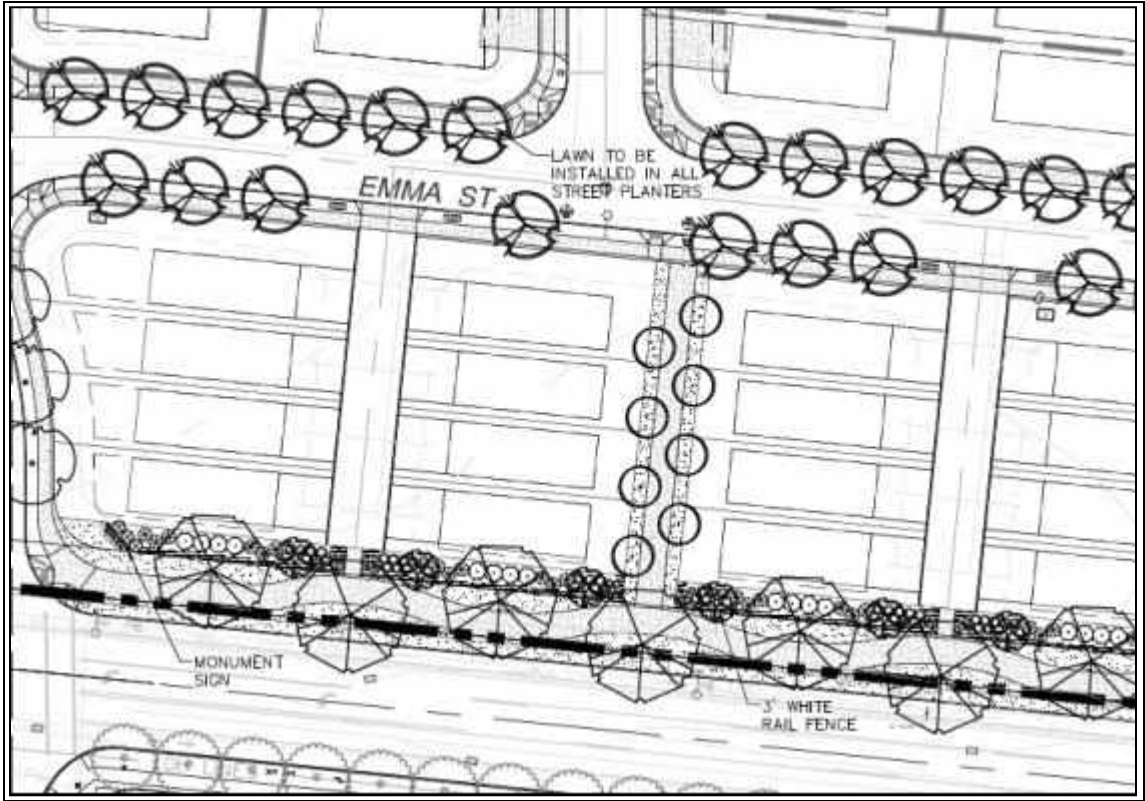 LAWN TO BE
INSTALLED IN ALL
STREET PLANTERS
EMMA ST
MONUMENT
SIGN
3' WHITE
RAIL FENCE